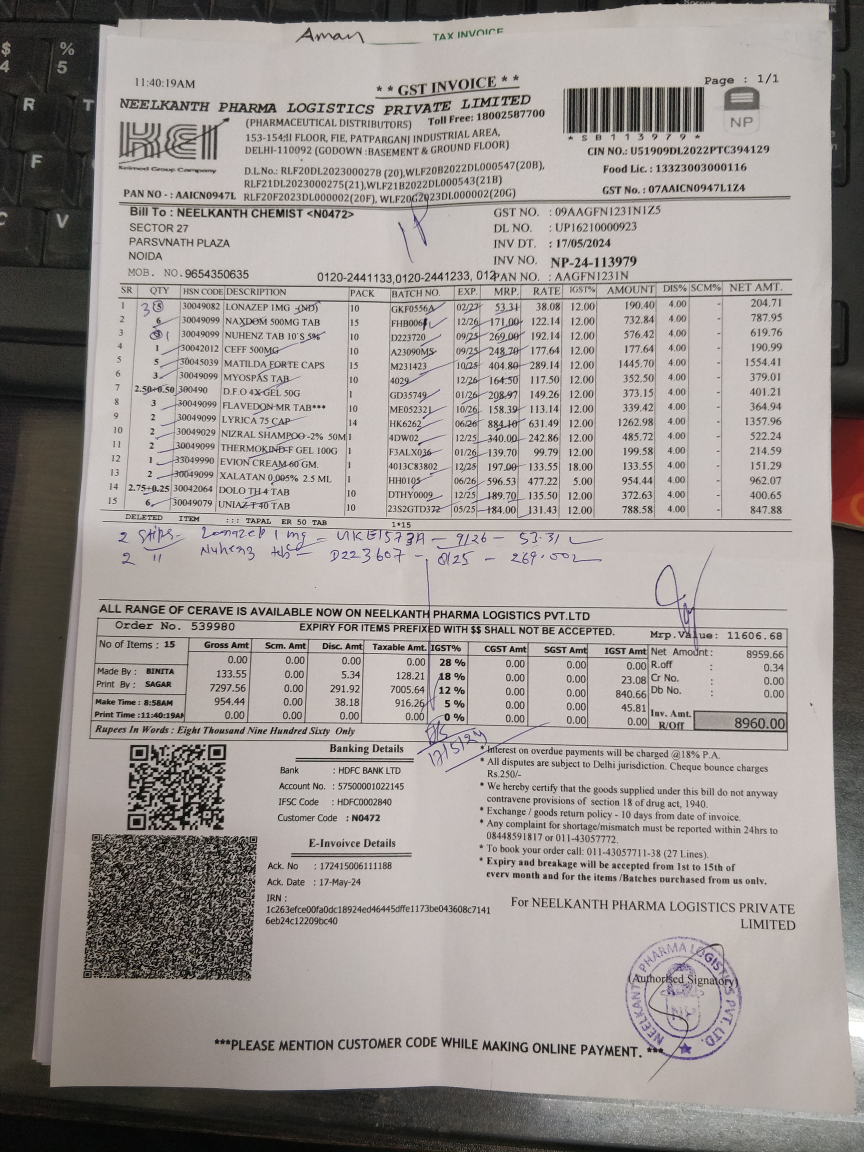 Aman TAX INVOICE
11:40:19AM
* * GST INVOICE * *
Page : 1/1
NEELKANTH PHARMA LOGISTICS PRIVATE LIMITED
(PHARMACEUTICAL DISTRIBUTORS) Toll Free: 18002587700
153-154:II FLOOR, FIE, PATPARGANJ INDUSTRIAL AREA,
DELHI-110092 (GODOWN :BASEMENT & GROUND FLOOR)
KEI
Keimed Group Company
NP
* S B 1 1 3 9 7 9 *
CIN NO.: U51909DL2022PTC394129
D.L.No.: RLF20DL2023000278 (20),WLF20B2022DL000547(20B),
RLF21DL2023000275(21),WLF21B2022DL000543(21B)
RLF20F2023DL000002(20F), WLF20G2023DL000002(20G)
Food Lic. : 13323003000116
PAN NO - : AAICN0947L
GST No. : 07AAICN0947L1Z4
Bill To : NEELKANTH CHEMIST <N0472>
SECTOR 27
PARSVNATH PLAZA
NOIDA
MOB. NO. 9654350635
0120-2441133,0120-2441233, 012
GST NO. : 09AAGFN1231N1Z5
DL NO. : UP16210000923
INV DT. : 17/05/2024
INV NO. NP-24-113979
PAN NO. : AAGFN1231N
SR QTY HSN CODE DESCRIPTION PACK BATCH NO. EXP. MRP. RATE IGST% AMOUNT DIS% SCM% NET AMT.
1 3 30049082 LONAZEP 1MG -(ND) 10 GKF0556A 02/27 53.31 38.08 12.00 190.40 4.00 - 204.71
2 6 30049099 NAXDOM 500MG TAB 15 FHB006 12/26 171.00 122.14 12.00 732.84 4.00 - 787.95
3 1 30049099 NUHENZ TAB 10'S 5% 10 D223720 09/25 269.00 192.14 12.00 576.42 4.00 - 619.76
4 1 30042012 CEFF 500MG 10 A23090MS 09/25 248.70 177.64 12.00 177.64 4.00 - 190.99
5 5 30045039 MATILDA FORTE CAPS 15 M231423 10/25 404.80 289.14 12.00 1445.70 4.00 - 1554.41
6 3 30049099 MYOSPAS TAB 10 4029 12/26 164.50 117.50 12.00 352.50 4.00 - 379.01
7 2.50+0.50 300490 D.F.O 4X GEL 50G 1 GD35749 01/26 208.97 149.26 12.00 373.15 4.00 - 401.21
8 3 30049099 FLAVEDON MR TAB*** 10 ME052321 10/26 158.39 113.14 12.00 339.42 4.00 - 364.94
9 2 30049099 LYRICA 75 CAP 14 HK6262 06/26 884.10 631.49 12.00 1262.98 4.00 - 1357.96
10 2 30049029 NIZRAL SHAMPOO -2% 50M 1 4DW02 12/25 340.00 242.86 12.00 485.72 4.00 - 522.24
11 2 30049099 THERMOKIND-F GEL 100G 1 F3ALX036 01/26 139.70 99.79 12.00 199.58 4.00 - 214.59
12 1 33049990 EVION CREAM 60 GM. 1 4013C83802 12/25 197.00 133.55 18.00 133.55 4.00 - 151.29
13 2 30049099 XALATAN 0.005% 2.5 ML 1 HH0105 06/26 596.53 477.22 5.00 954.44 4.00 - 962.07
14 2.75+0.25 30042064 DOLO TH 4 TAB 10 DTHY0009 12/25 189.70 135.50 12.00 372.63 4.00 - 400.65
15 6 30049079 UNIAZ T 40 TAB 10 23S2GTD372 05/25 184.00 131.43 12.00 788.58 4.00 - 847.88
DELETED ITEM ::: TAPAL ER 50 TAB 1*15
2 Stips- Lonazep 1 mg - UKE1573A - 9/26 - 53.31
2 " Nuhenz tab - D223607 - 8/25 - 269.00
ALL RANGE OF CERAVE IS AVAILABLE NOW ON NEELKANTH PHARMA LOGISTICS PVT.LTD
Order No. 539980 EXPIRY FOR ITEMS PREFIXED WITH $$ SHALL NOT BE ACCEPTED. Mrp.Value: 11606.68
No of Items : 15 Gross Amt Scm. Amt Disc. Amt Taxable Amt. IGST% CGST Amt SGST Amt IGST Amt
0.00 0.00 0.00 0.00 28 % 0.00 0.00 0.00
133.55 0.00 5.34 128.21 18 % 0.00 0.00 23.08
7297.56 0.00 291.92 7005.64 12 % 0.00 0.00 840.66
954.44 0.00 38.18 916.26 5 % 0.00 0.00 45.81
0.00 0.00 0.00 0.00 0 % 0.00 0.00 0.00
Made By : BINITA
Print By : SAGAR
Make Time : 8:58AM
Print Time :11:40:19AM
Net Amount: 8959.66
R.off : 0.34
Cr No. : 0.00
Db No. : 0.00
Inv. Amt. R/Off 8960.00
Rupees In Words : Eight Thousand Nine Hundred Sixty Only
17/5/24
Banking Details
Bank : HDFC BANK LTD
Account No. : 57500001022145
IFSC Code : HDFC0002840
Customer Code : N0472
E-Invoivce Details
Ack. No : 172415006111188
Ack. Date : 17-May-24
IRN :
1c263efce00fa0dc18924ed46445dffe1173be043608c7141
6eb24c12209bc40
* Interest on overdue payments will be charged @18% P.A.
* All disputes are subject to Delhi jurisdiction. Cheque bounce charges
Rs.250/-
* We hereby certify that the goods supplied under this bill do not anyway
contravene provisions of section 18 of drug act, 1940.
* Exchange / goods return policy - 10 days from date of invoice.
* Any complaint for shortage/mismatch must be reported within 24hrs to
08448591817 or 011-43057772.
* To book your order call: 011-43057711-38 (27 Lines).
* Expiry and breakage will be accepted from 1st to 15th of
every month and for the items /Batches purchased from us only.
For NEELKANTH PHARMA LOGISTICS PRIVATE
LIMITED
(Authorised Signatory)
NEELKANTH PHARMA LOGISTICS PVT. LTD.
***PLEASE MENTION CUSTOMER CODE WHILE MAKING ONLINE PAYMENT. ***